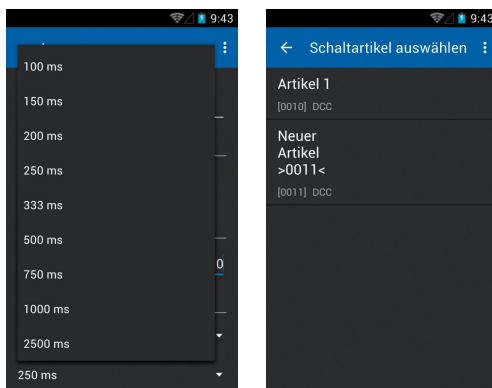 9:43
100 ms
150 ms
200 ms
250 ms
333 ms
500 ms
0
750 ms
1000 ms
2500 ms
250 ms
9:43
Schaltartikel auswählen
Artikel 1
[0010] DCC
Neuer
Artikel
>0011<
[0011] DCC